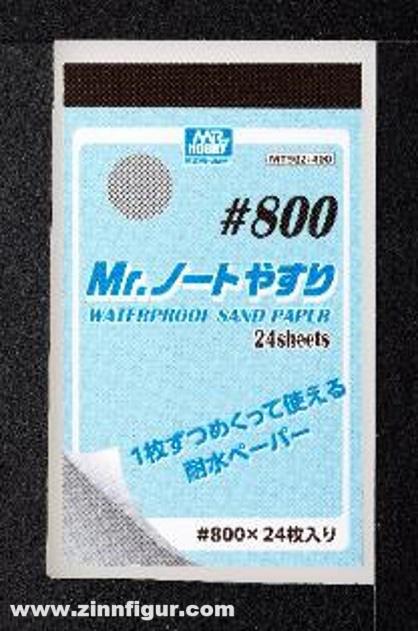 MR.
HOBBY
#800
Mr.ノートやすり
WATERPROOF SAND PAPER
24sheets
1枚ずつめくって使える
耐水ペーパー
#800×24枚入り
www.zinnfigur.com